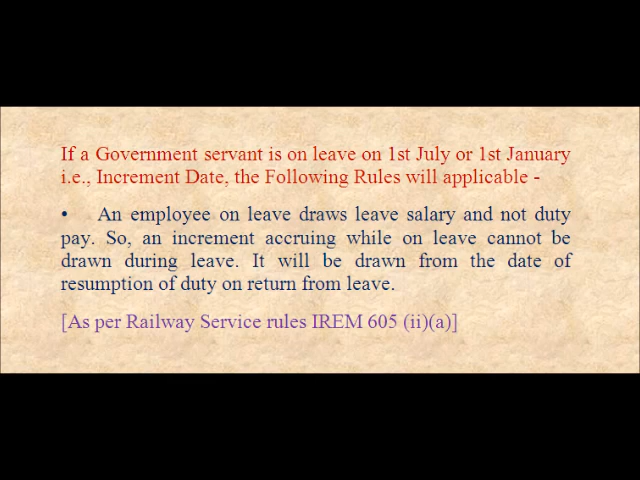 If a Government servant is on leave on 1st July or 1st January
i.e., Increment Date, the Following Rules will applicable -
• An employee on leave draws leave salary and not duty
pay. So, an increment accruing while on leave cannot be
drawn during leave. It will be drawn from the date of
resumption of duty on return from leave.
[As per Railway Service rules IREM 605 (ii)(a)]